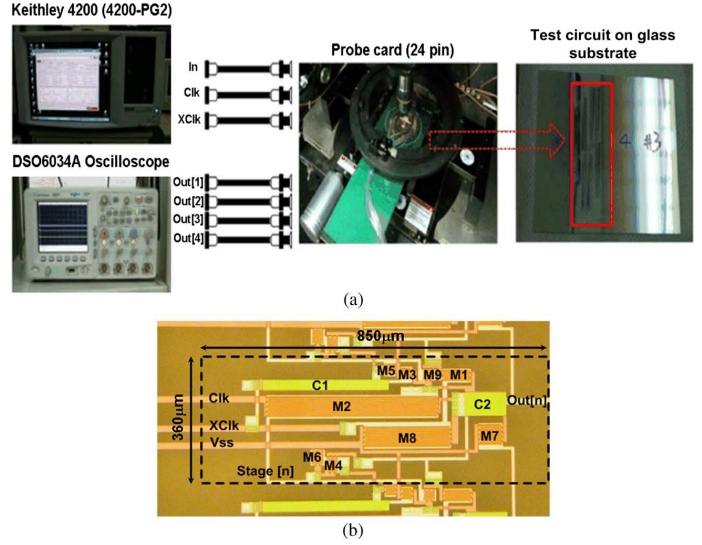 Keithley 4200 (4200-PG2)
In
Clk
XClk
Probe card (24 pin)
Test circuit on glass
substrate
4 #3
DSO6034A Oscilloscope
Out[1]
Out[2]
Out[3]
Out[4]
(a)
850μm
360μm
M5
M3
M9
M1
C1
Clk
M2
C2
Out[n]
XClk
M8
M7
Vss
M6
M4
Stage [n]
(b)